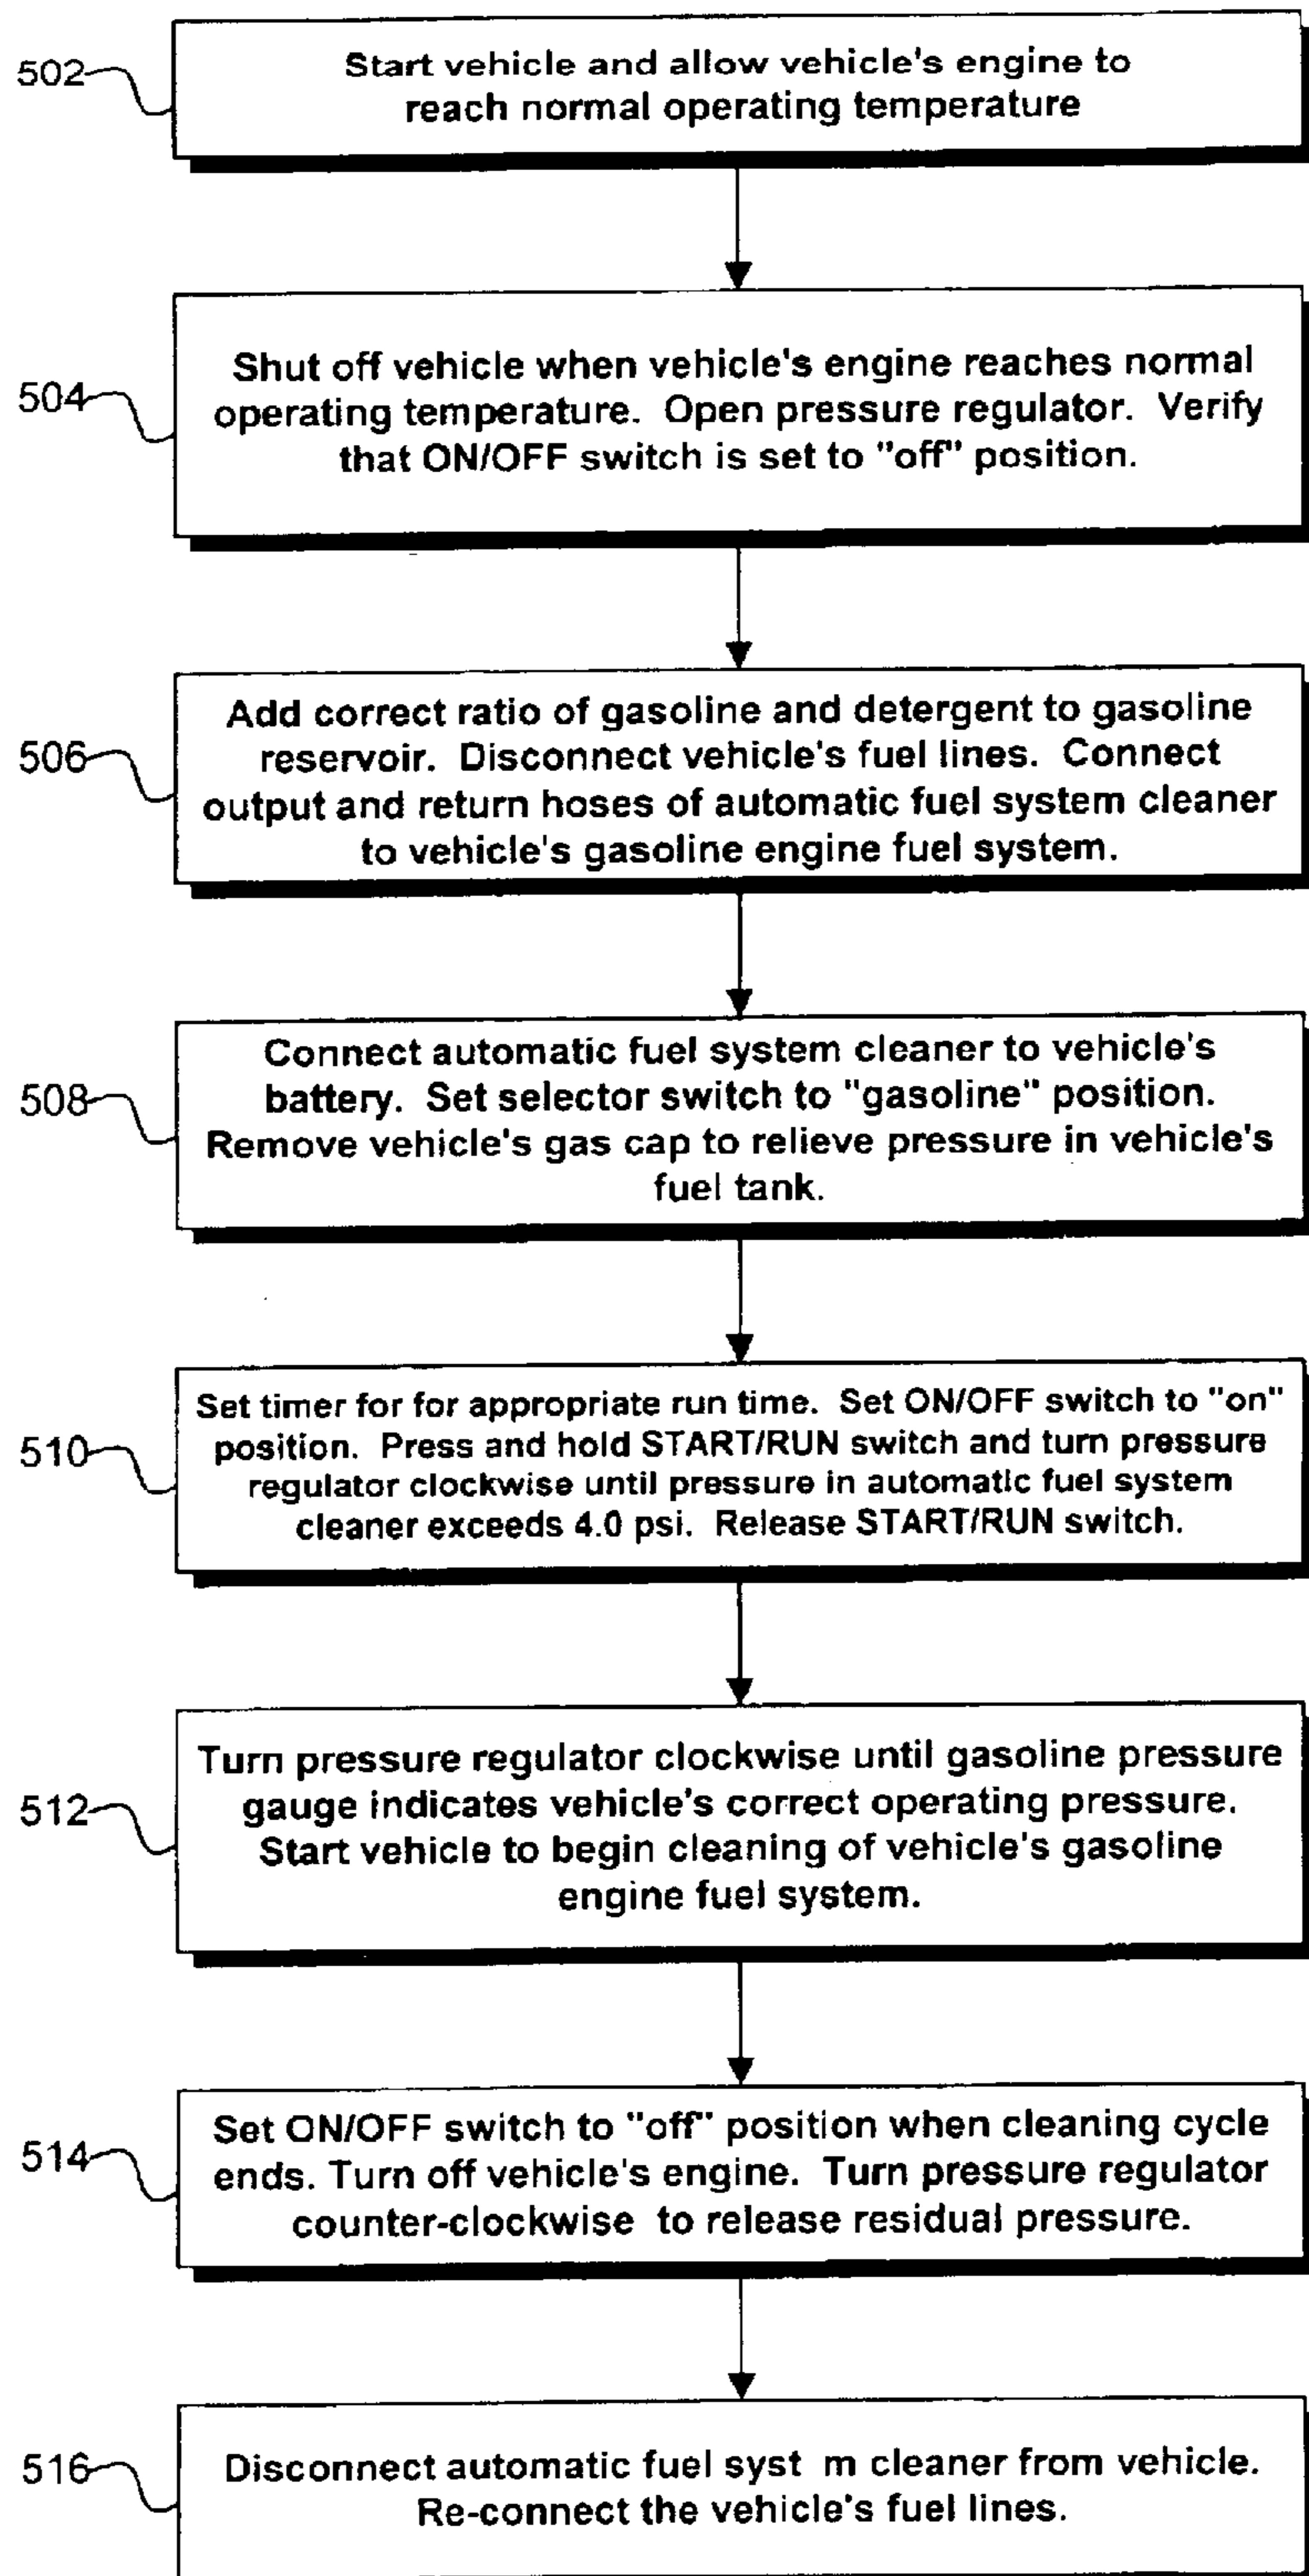 502
Start vehicle and allow vehicle's engine to
reach normal operating temperature
504
Shut off vehicle when vehicle's engine reaches normal
operating temperature. Open pressure regulator. Verify
that ON/OFF switch is set to "off" position.
506
Add correct ratio of gasoline and detergent to gasoline
reservoir. Disconnect vehicle's fuel lines. Connect
output and return hoses of automatic fuel system cleaner
to vehicle's gasoline engine fuel system.
508
Connect automatic fuel system cleaner to vehicle's
battery. Set selector switch to "gasoline" position.
Remove vehicle's gas cap to relieve pressure in vehicle's
fuel tank.
510
Set timer for for appropriate run time. Set ON/OFF switch to "on"
position. Press and hold START/RUN switch and turn pressure
regulator clockwise until pressure in automatic fuel system
cleaner exceeds 4.0 psi. Release START/RUN switch.
512
Turn pressure regulator clockwise until gasoline pressure
gauge indicates vehicle's correct operating pressure.
Start vehicle to begin cleaning of vehicle's gasoline
engine fuel system.
514
Set ON/OFF switch to "off" position when cleaning cycle
ends. Turn off vehicle's engine. Turn pressure regulator
counter-clockwise to release residual pressure.
516
Disconnect automatic fuel syst m cleaner from vehicle.
Re-connect the vehicle's fuel lines.